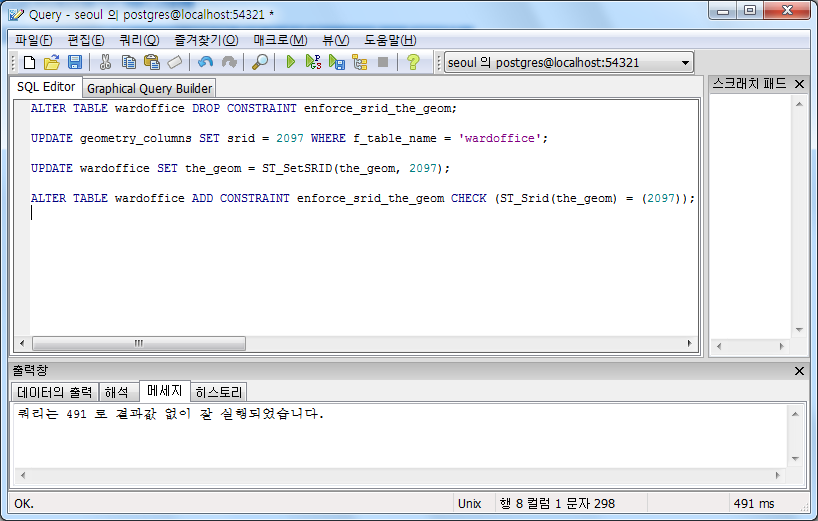 Query - seoul 의 postgres@localhost:54321 *
파일(F) 편집(E) 쿼리(Q) 즐겨찾기(O) 매크로(M) 뷰(V) 도움말(H)
seoul 의 postgres@localhost:54321
SQL Editor Graphical Query Builder
스크래치 패드
ALTER TABLE wardoffice DROP CONSTRAINT enforce_srid_the_geom;
UPDATE geometry_columns SET srid = 2097 WHERE f_table_name = 'wardoffice';
UPDATE wardoffice SET the_geom = ST_SetSRID(the_geom, 2097);
ALTER TABLE wardoffice ADD CONSTRAINT enforce_srid_the_geom CHECK (ST_Srid(the_geom) = (2097));
출력창
데이터의 출력 해석 메세지 히스토리
쿼리는 491 로 결과값 없이 잘 실행되었습니다.
OK. Unix 행 8 컬럼 1 문자 298 491 ms